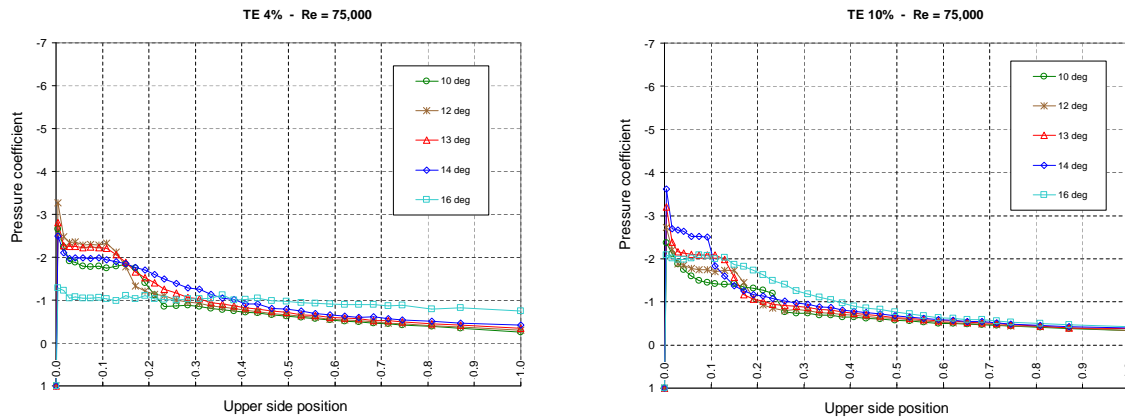 TE 4% - Re = 75,000
Pressure coefficient
-7
-6
-5
-4
-3
-2
-1
0
1
10 deg
12 deg
13 deg
14 deg
16 deg
0.0
0.1
0.2
0.3
0.4
0.5
0.6
0.7
0.8
0.9
1.0
Upper side position
TE 10% - Re = 75,000
Pressure coefficient
-7
-6
-5
-4
-3
-2
-1
0
1
10 deg
12 deg
13 deg
14 deg
16 deg
0.0
0.1
0.2
0.3
0.4
0.5
0.6
0.7
0.8
0.9
1.0
Upper side position